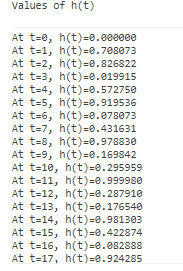 Values of h(t)
At t=0, h(t)=0.000000
At t=1, h(t)=0.708073
At t=2, h(t)=0.826822
At t=3, h(t)=0.019915
At t=4, h(t)=0.572750
At t=5, h(t)=0.919536
At t=6, h(t)=0.078073
At t=7, h(t)=0.431631
At t=8, h(t)=0.978830
At t=9, h(t)=0.169842
At t=10, h(t)=0.295959
At t=11, h(t)=0.999980
At t=12, h(t)=0.287910
At t=13, h(t)=0.176540
At t=14, h(t)=0.981303
At t=15, h(t)=0.422874
At t=16, h(t)=0.082888
At t=17, h(t)=0.924285